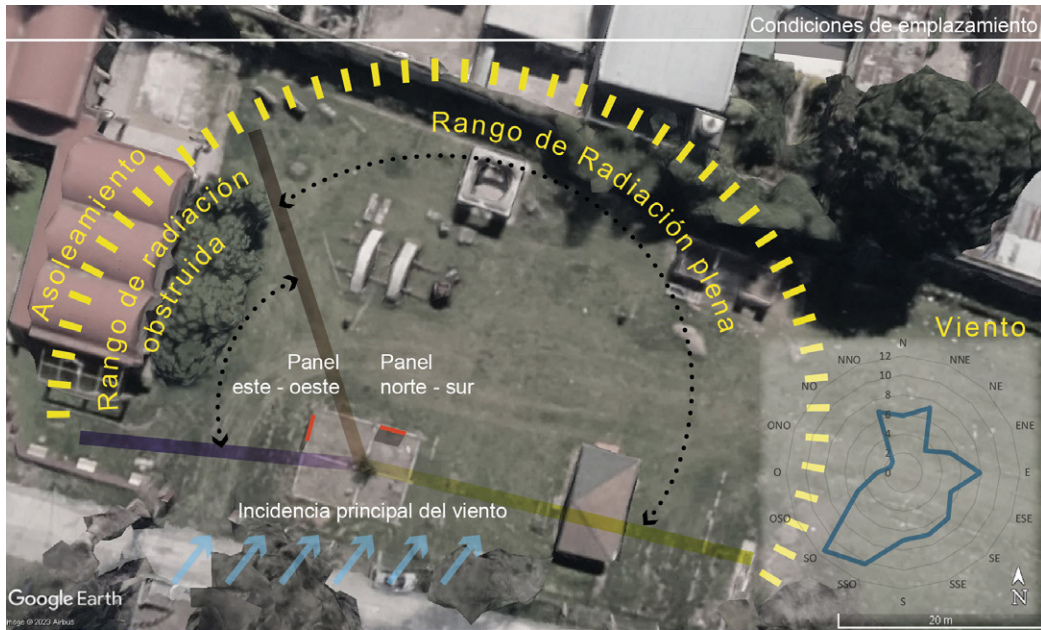 Condiciones de emplazamiento
Rango de Radiación plena
Asoleamiento
Rango de radiación
obstruida
Panel
este - oeste
Panel
norte - sur
Incidencia principal del viento
Viento
N
NNE
NE
ENE
E
ESE
SE
SSE
S
SSO
SO
OSO
O
ONO
NO
NNO
12
10
8
6
4
2
0
N
20 m
Google Earth
Image © 2023 Airbus